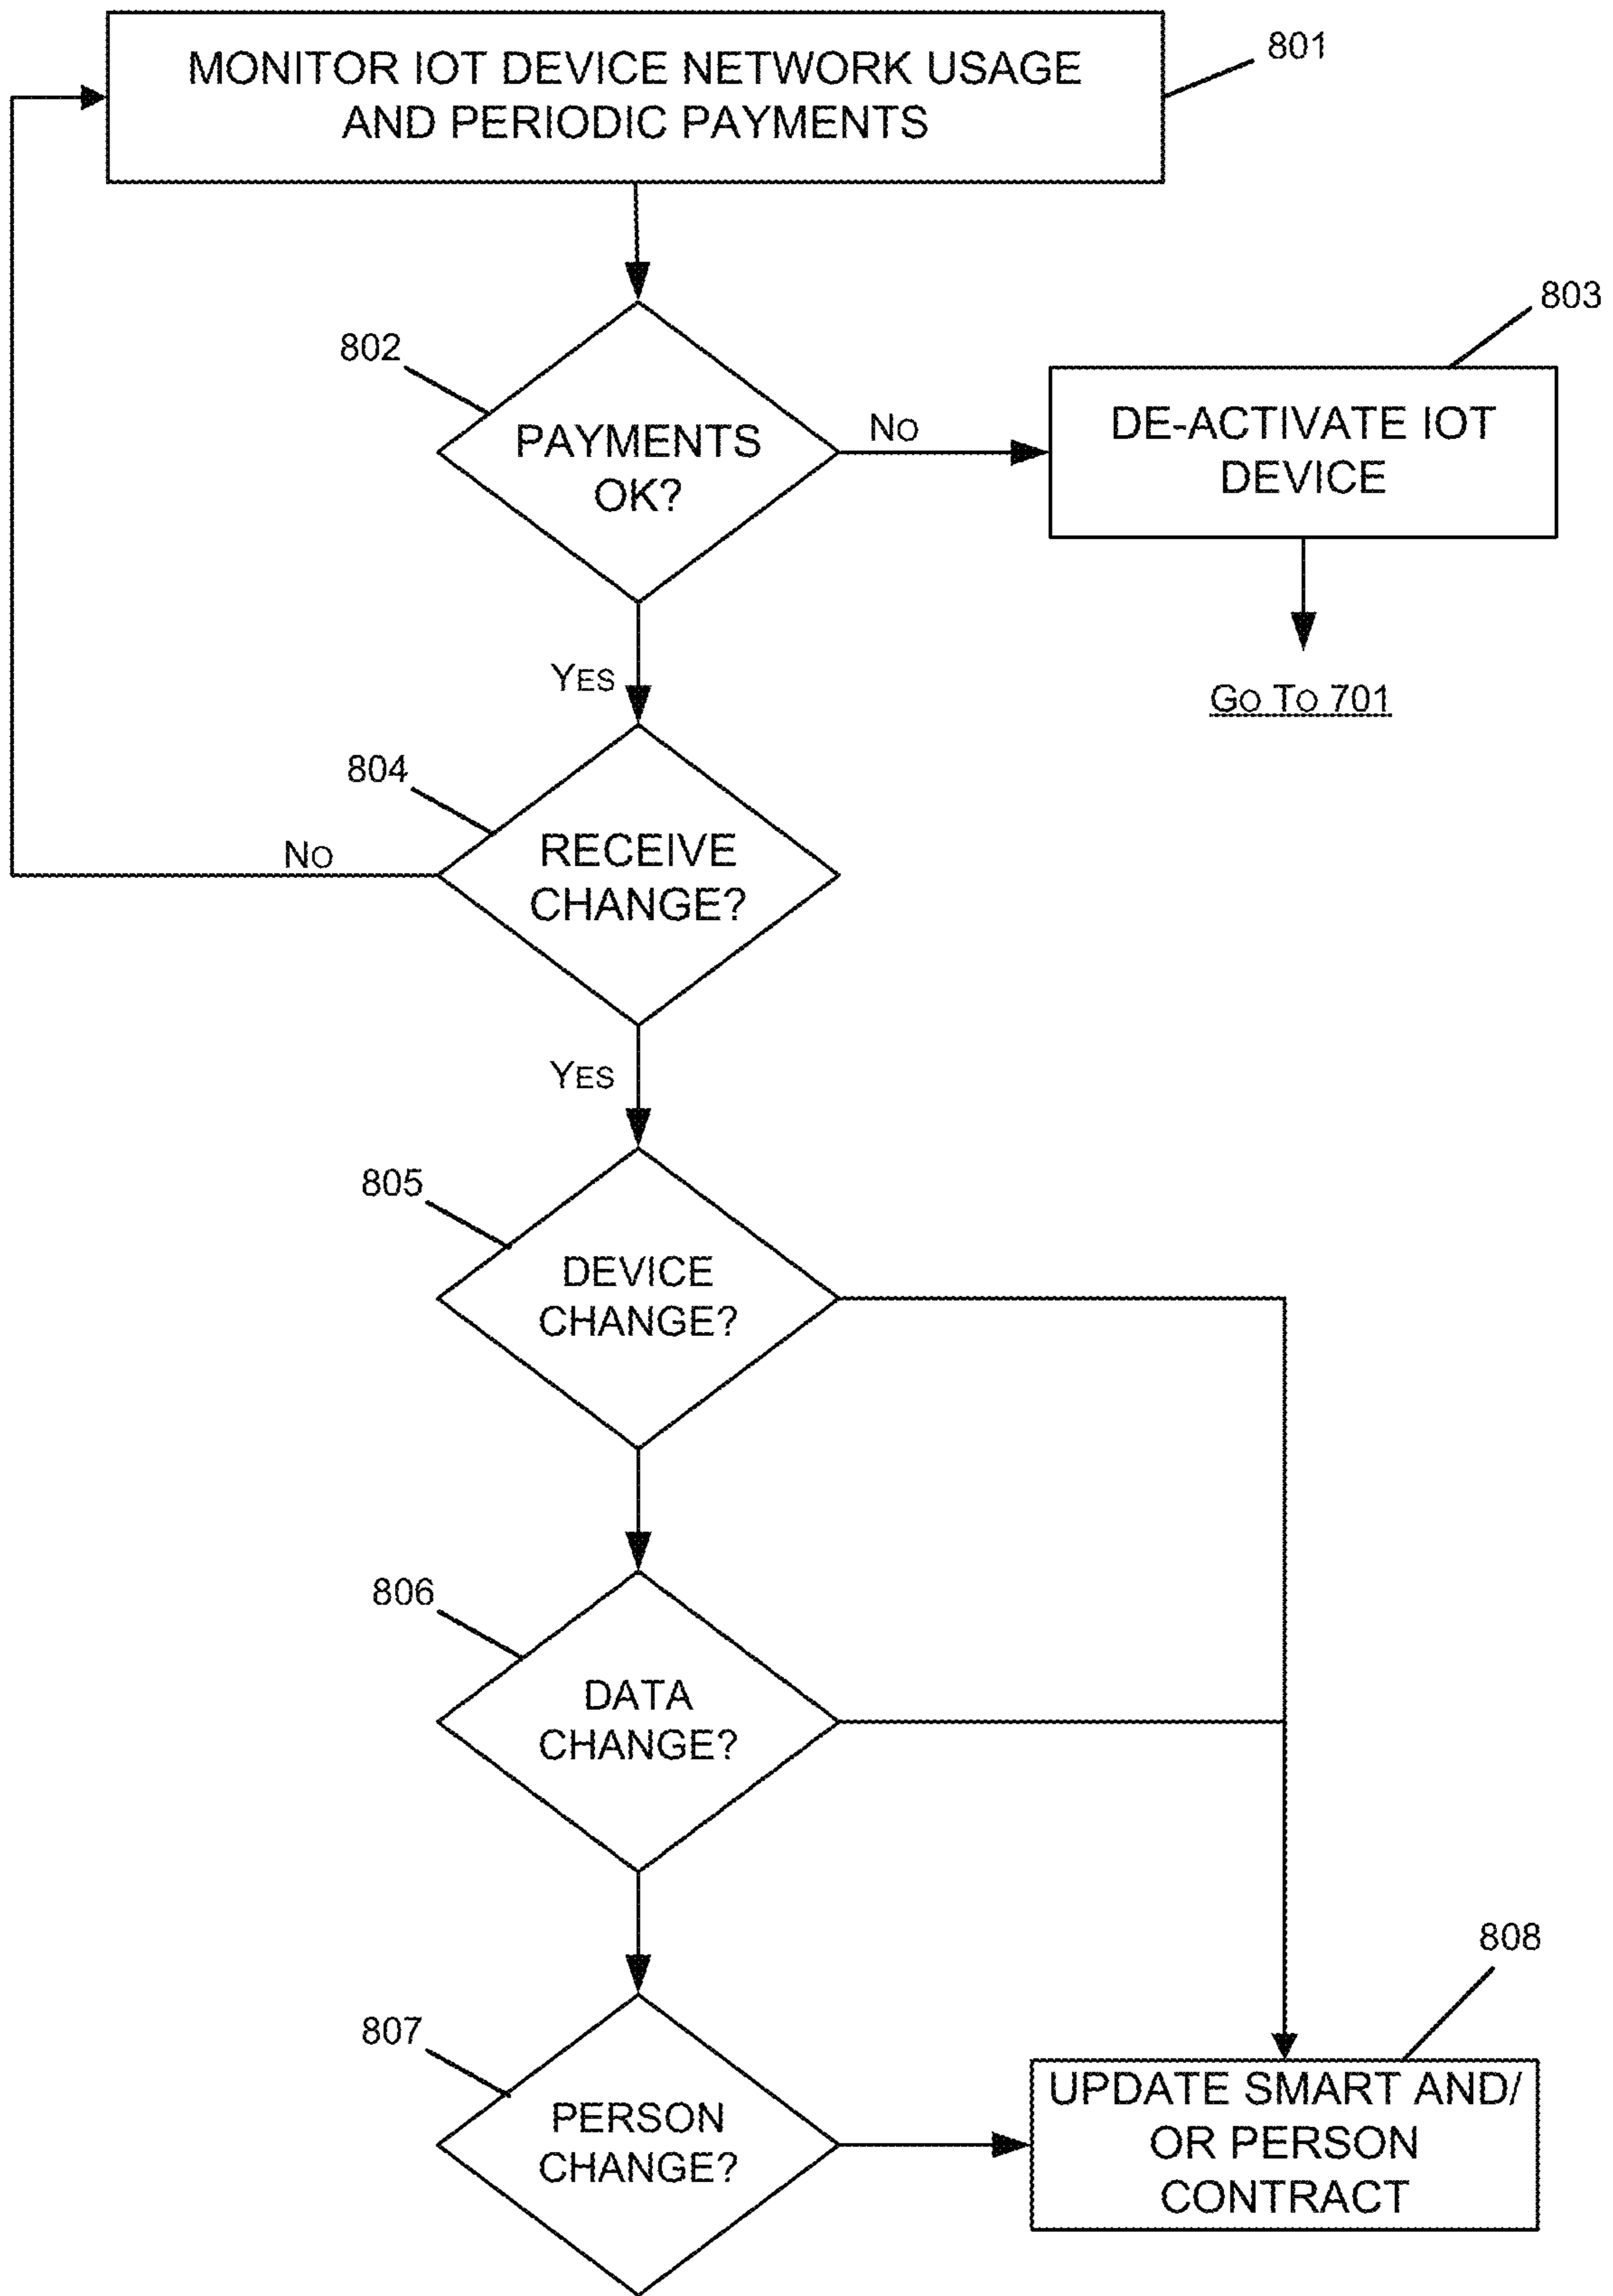 801
MONITOR IOT DEVICE NETWORK USAGE
AND PERIODIC PAYMENTS
802
PAYMENTS
OK?
NO
803
DE-ACTIVATE IOT
DEVICE
GO TO 701
YES
804
RECEIVE
CHANGE?
NO
YES
805
DEVICE
CHANGE?
806
DATA
CHANGE?
807
PERSON
CHANGE?
808
UPDATE SMART AND/
OR PERSON
CONTRACT